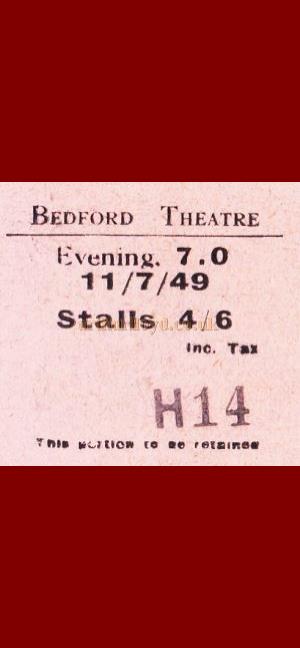 BEDFORD THEATRE
Evening. 7.0
11/7/49
Stalls 4/6
Inc. Tax
H14
This portion to be retained